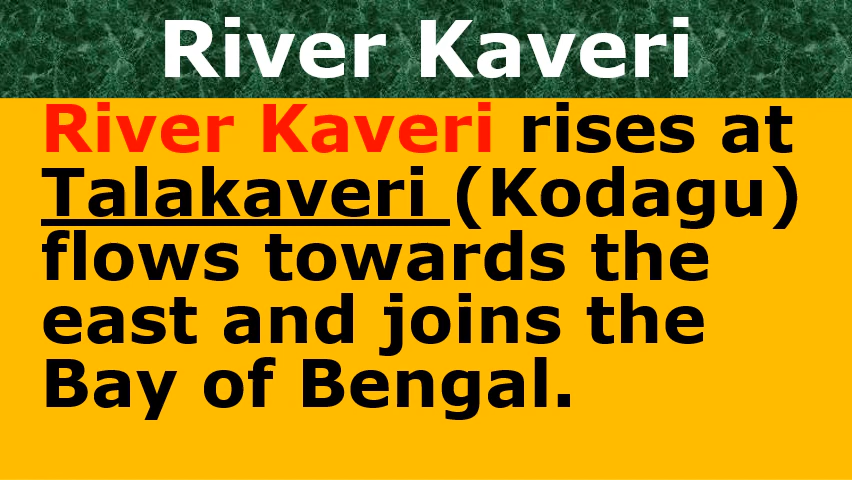 River Kaveri
River Kaveri rises at
Talakaveri (Kodagu)
flows towards the
east and joins the
Bay of Bengal.